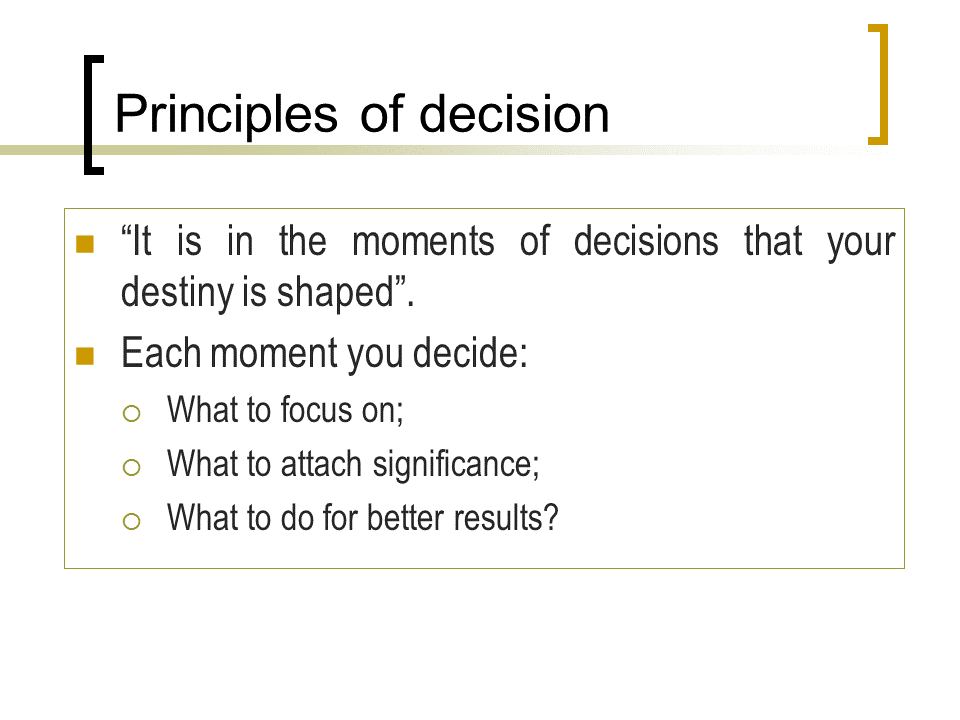 Principles of decision
“It is in the moments of decisions that your
destiny is shaped”.
Each moment you decide:
What to focus on;
What to attach significance;
What to do for better results?